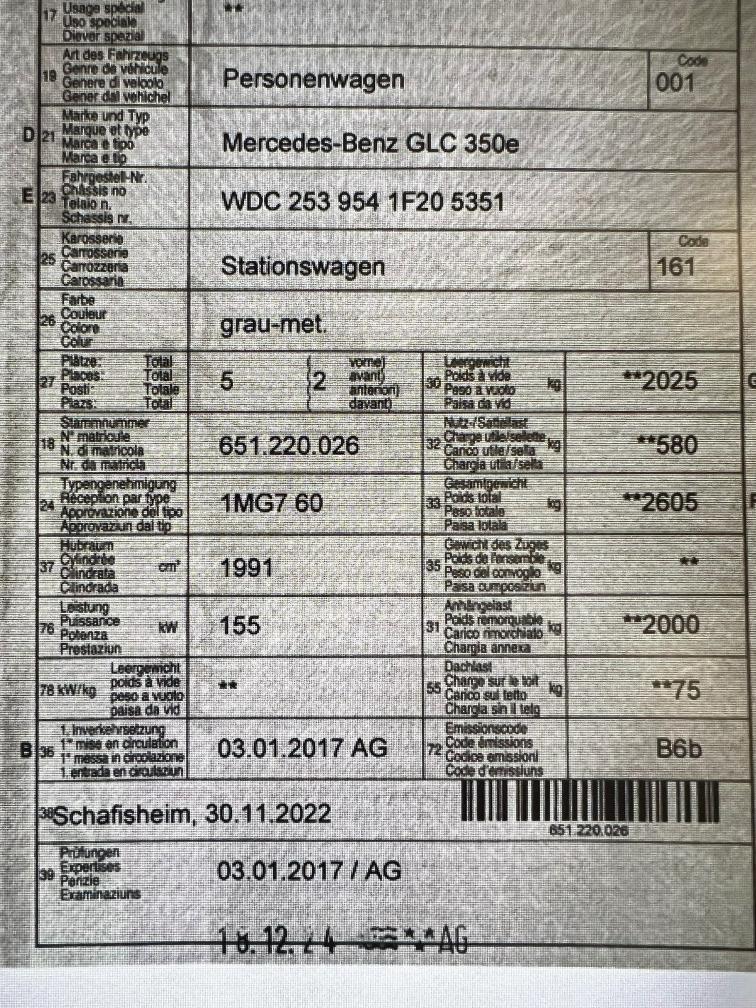 17 Usage spécial **
Uso speciale
Diever spezial
19 Art des Fahrzeugs
Genre de véhicule
Genere di veicolo
Gener dal vehichel
Personenwagen
Code
001
D 21 Marke und Typ
Marque et type
Marca e tipo
Marca e tip
Mercedes-Benz GLC 350e
E 23 Fahrgestell-Nr.
Châssis no
Telaio n.
Schassis nr.
WDC 253 954 1F20 5351
25 Karosserie
Carrosserie
Carrozzeria
Carossaria
Stationswagen
Code
161
26 Farbe
Couleur
Colore
Colur
grau-met.
27 Plätze: Total
Places: Total
Posti: Totale
Plazs: Total
5 (2 vorne)
avant)
anteriori)
davant)
30 Leergewicht
Poids à vide
Peso a vuoto
Paisa da vid
kg
**2025
G
18 Stammnummer
N° matricule
N. di matricola
Nr. da matricla
651.220.026
32 Nutz-/Sattellast
Charge utile/sellette
Carico utile/sella
Chargia utila/sella
kg
**580
24 Typengenehmigung
Réception par type
Approvazione del tipo
Approvaziun dal tip
1MG7 60
33 Gesamtgewicht
Poids total
Peso totale
Paisa totala
kg
**2605
F
37 Hubraum
Cylindrée
Cilindrata
Cilindrada
cm³
1991
35 Gewicht des Zuges
Poids de l'ensemble
Peso del convoglio
Paisa cumposiziun
kg
**
76 Leistung
Puissance
Potenza
Prestaziun
kW
155
31 Anhängelast
Poids remorquable
Carico rimorchiato
Chargia annexa
kg
**2000
78 kW/kg Leergewicht
poids à vide
peso a vuoto
paisa da vid
**
55 Dachlast
Charge sur le toit
Carico sul tetto
Chargia sin il tetg
kg
**75
B 36 1. Inverkehrsetzung
1re mise en circulation
1a messa in circolazione
1. entrada en circulaziun
03.01.2017 AG
72 Emissionscode
Code émissions
Codice emissioni
Code d'emissiuns
B6b
38 Schafisheim, 30.11.2022
651.220.026
39 Prüfungen
Expertises
Perizie
Examinaziuns
03.01.2017 / AG
18.12.24 **AG